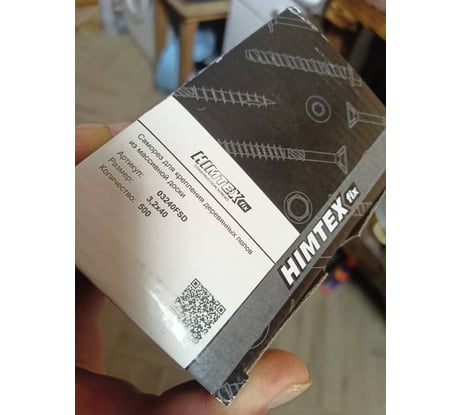 HIMTEX fix
Саморез для крепления деревянных полов
из массивной доски
Артикул: 03240FSD
Размер: 3,2x40
Количество: 500
HIMTEX fix